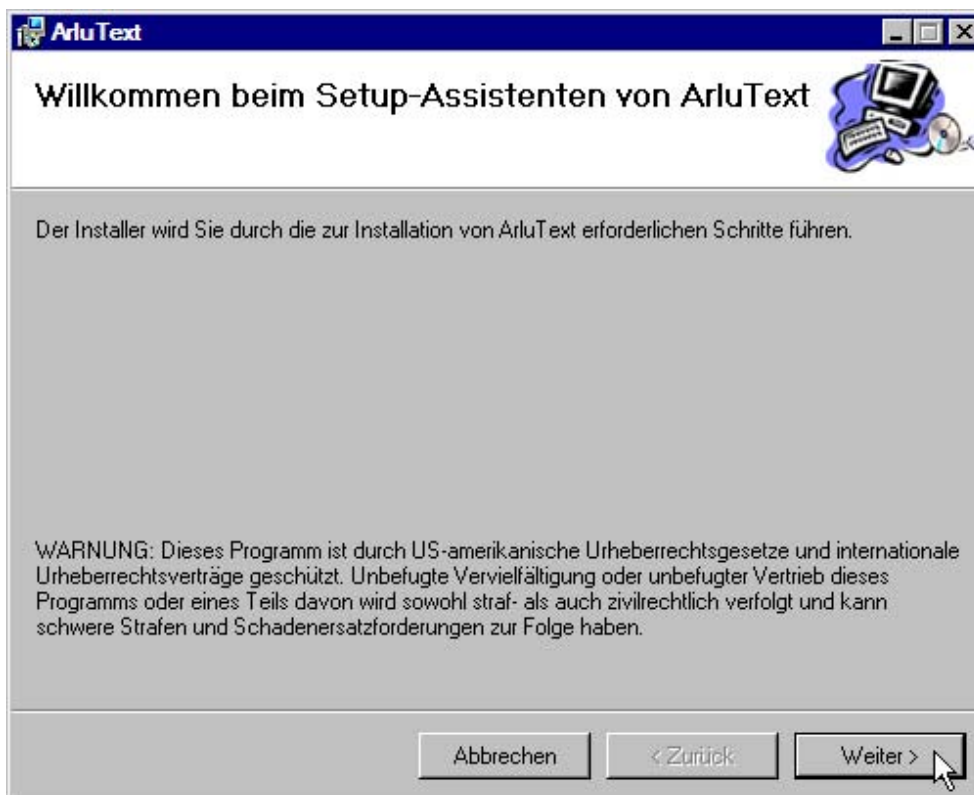 ArluText
Willkommen beim Setup-Assistenten von ArluText
Der Installer wird Sie durch die zur Installation von ArluText erforderlichen Schritte führen.
WARNUNG: Dieses Programm ist durch US-amerikanische Urheberrechtsgesetze und internationale
Urheberrechtsverträge geschützt. Unbefugte Vervielfältigung oder unbefugter Vertrieb dieses
Programms oder eines Teils davon wird sowohl straf- als auch zivilrechtlich verfolgt und kann
schwere Strafen und Schadenersatzforderungen zur Folge haben.
Abbrechen
< Zurück
Weiter >